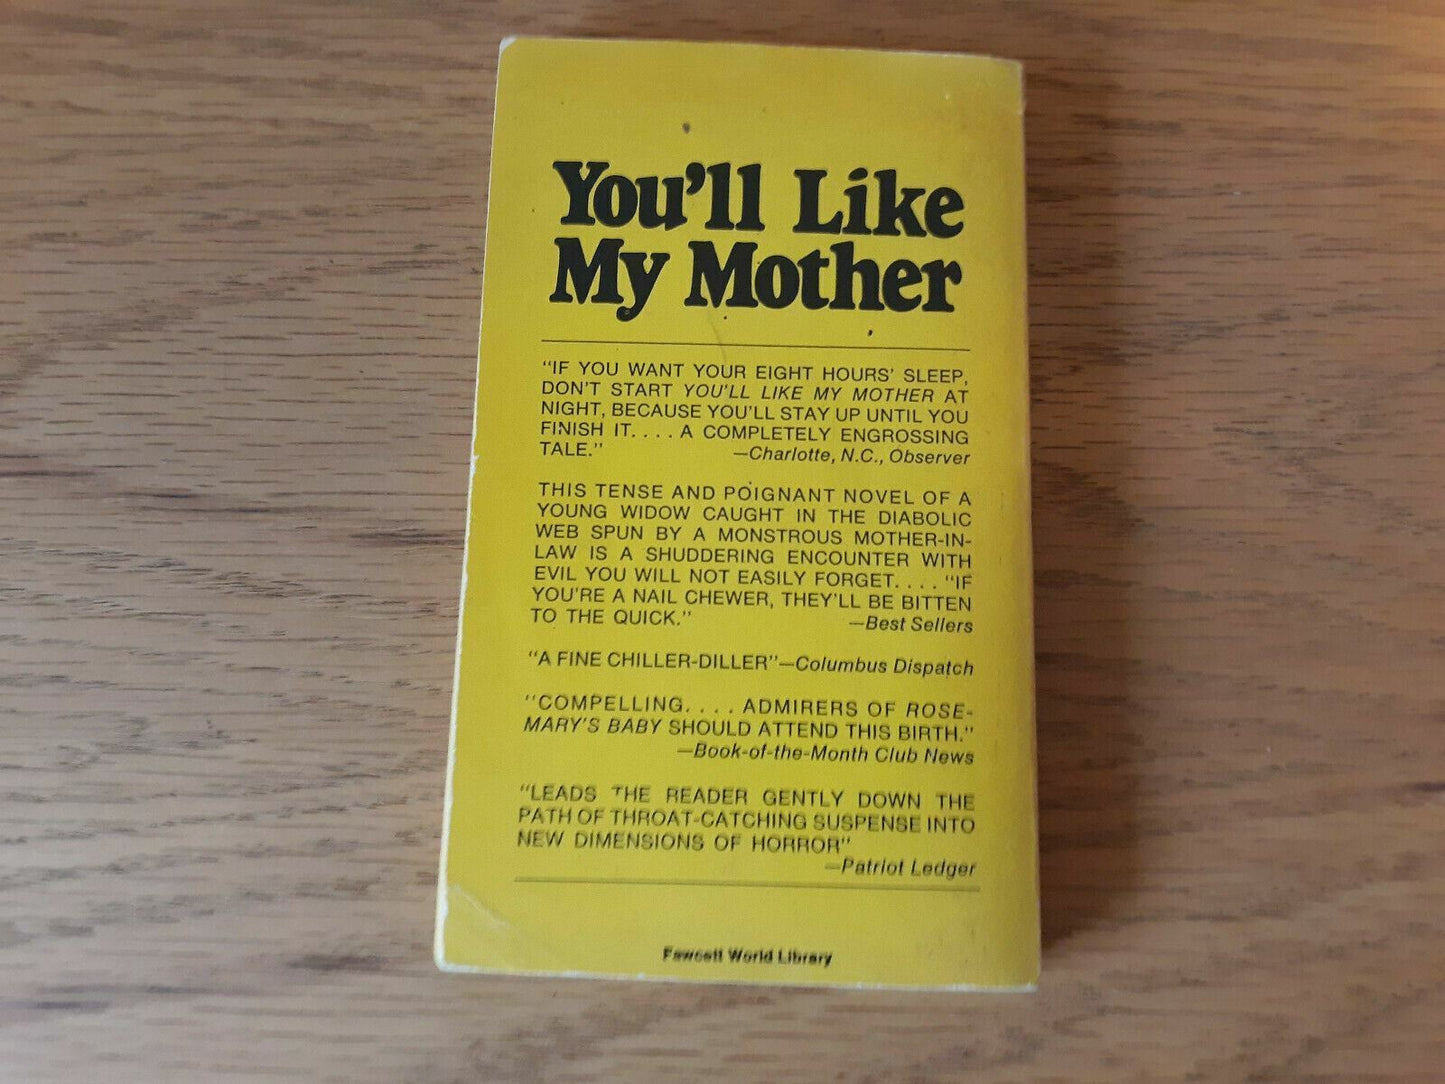 You'll Like
My Mother
"IF YOU WANT YOUR EIGHT HOURS' SLEEP,
DON'T START YOU'LL LIKE MY MOTHER AT
NIGHT, BECAUSE YOU'LL STAY UP UNTIL YOU
FINISH IT. . . . A COMPLETELY ENGROSSING
TALE." —Charlotte, N.C., Observer
THIS TENSE AND POIGNANT NOVEL OF A
YOUNG WIDOW CAUGHT IN THE DIABOLIC
WEB SPUN BY A MONSTROUS MOTHER-IN-
LAW IS A SHUDDERING ENCOUNTER WITH
EVIL YOU WILL NOT EASILY FORGET. . . . "IF
YOU'RE A NAIL CHEWER, THEY'LL BE BITTEN
TO THE QUICK." —Best Sellers
"A FINE CHILLER-DILLER"—Columbus Dispatch
"COMPELLING. . . . ADMIRERS OF ROSE-
MARY'S BABY SHOULD ATTEND THIS BIRTH."
—Book-of-the-Month Club News
"LEADS THE READER GENTLY DOWN THE
PATH OF THROAT-CATCHING SUSPENSE INTO
NEW DIMENSIONS OF HORROR"
—Patriot Ledger
Fawcett World Library